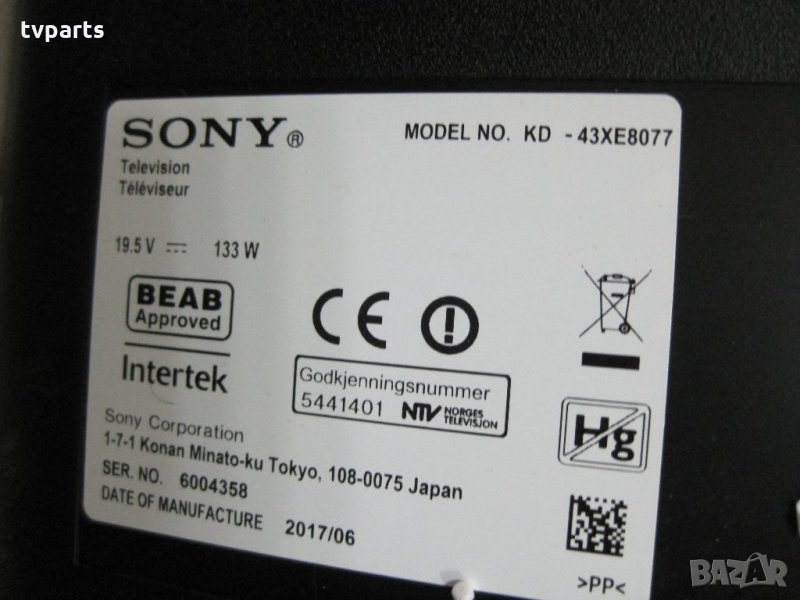 tvparts
SONY®
MODEL NO. KD - 43XE8077
Television
Téléviseur
19.5 V ⎓ 133 W
BEAB
Approved
CE
Intertek
Godkjenningsnummer
5441401 NTV NORGES
TELEVISJON
Hg
Sony Corporation
1-7-1 Konan Minato-ku Tokyo, 108-0075 Japan
SER. NO. 6004358
DATE OF MANUFACTURE 2017/06
>PP<
BAZAR